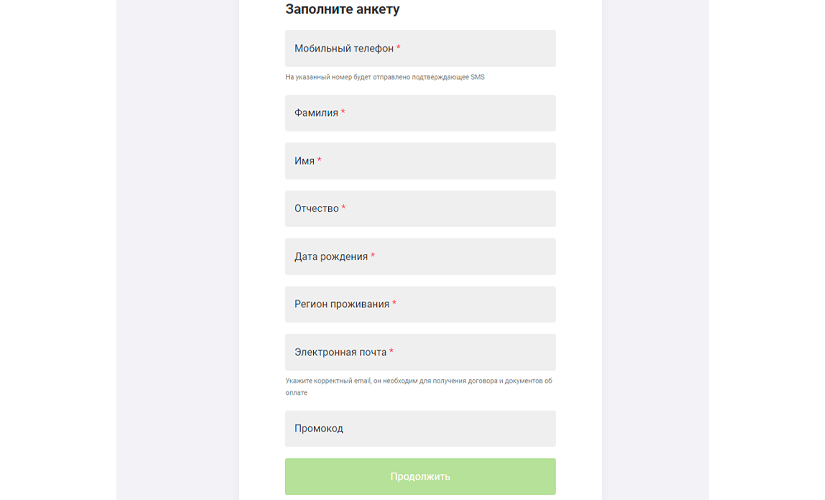 Заполните анкету
Мобильный телефон *
На указанный номер будет отправлено подтверждающее SMS
Фамилия *
Имя *
Отчество *
Дата рождения *
Регион проживания *
Электронная почта *
Укажите корректный email, он необходим для получения договора и документов об
оплате
Промокод
Продолжить